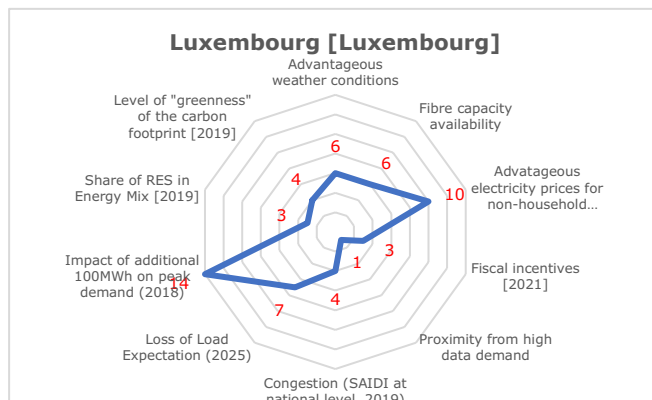 Luxembourg [Luxembourg]
Advantageous
weather conditions
Level of "greenness"
of the carbon
footprint [2019]
Fibre capacity
availability
6
6
4
Share of RES in
Energy Mix [2019]
Advatageous
electricity prices for
non-household...
10
3
3
Impact of additional
100MWh on peak
demand (2018)
14
1
Fiscal incentives
[2021]
4
7
Loss of Load
Expectation (2025)
Proximity from high
data demand
Congestion (SAIDI at
national level, 2019)